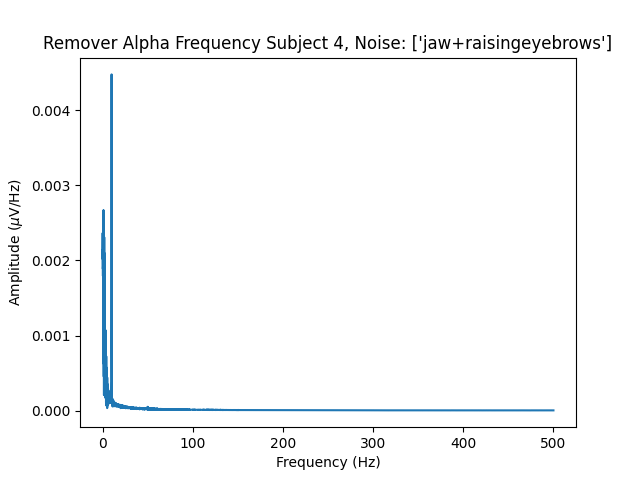 Remover Alpha Frequency Subject 4, Noise: ['jaw+raisingeyebrows']
Amplitude (μV/Hz)
0.004
0.003
0.002
0.001
0.000
0 100 200 300 400 500
Frequency (Hz)